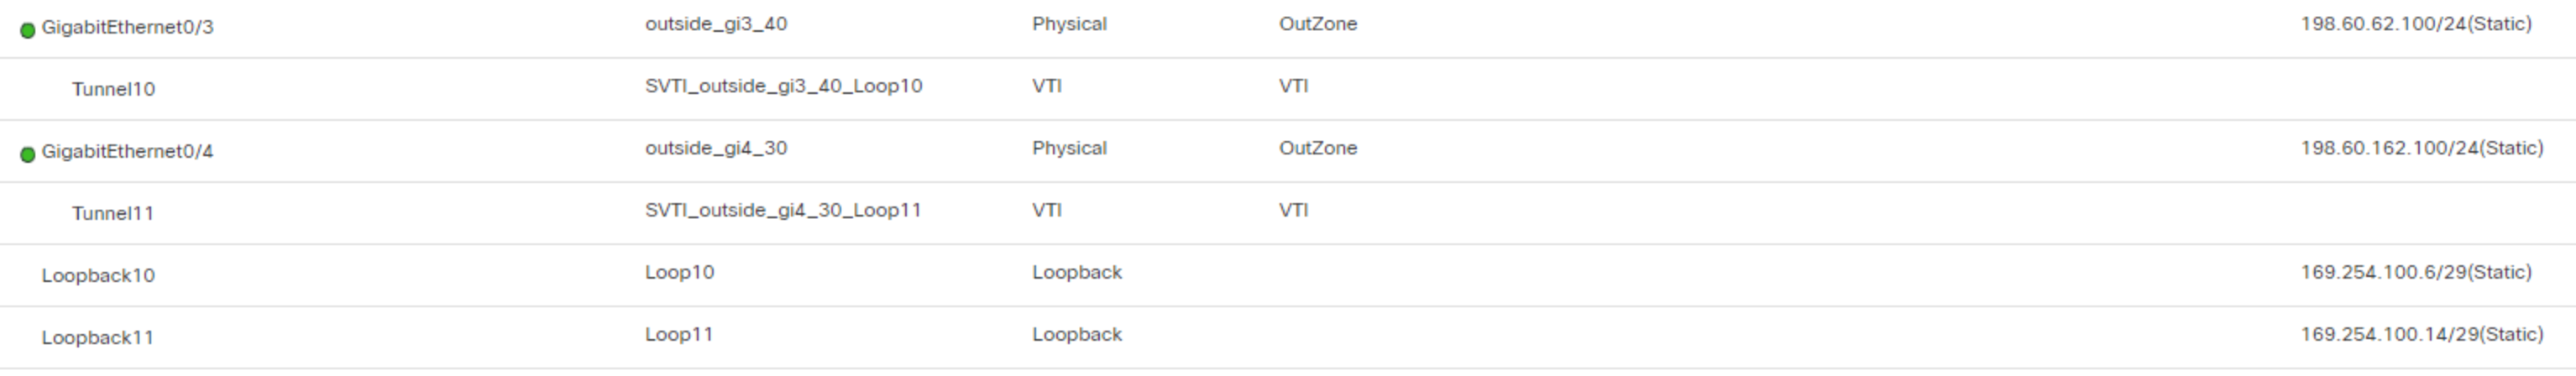 GigabitEthernet0/3 outside_gi3_40 Physical OutZone 198.60.62.100/24(Static)
Tunnel10 SVTI_outside_gi3_40_Loop10 VTI VTI
GigabitEthernet0/4 outside_gi4_30 Physical OutZone 198.60.162.100/24(Static)
Tunnel11 SVTI_outside_gi4_30_Loop11 VTI VTI
Loopback10 Loop10 Loopback 169.254.100.6/29(Static)
Loopback11 Loop11 Loopback 169.254.100.14/29(Static)